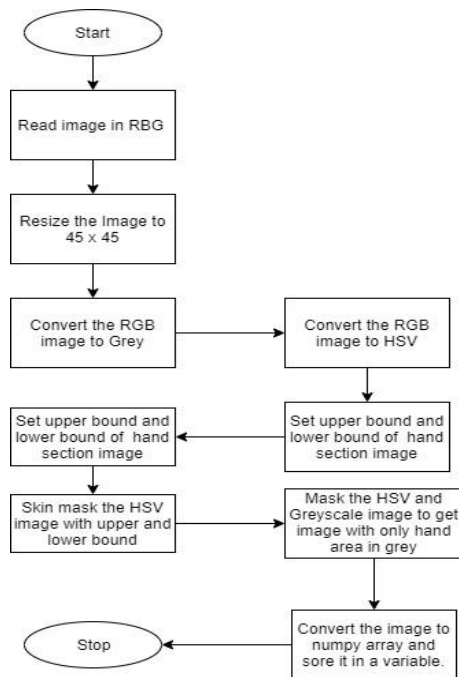 Start
Read image in RBG
Resize the Image to
45 x 45
Convert the RGB
image to Grey
Convert the RGB
image to HSV
Set upper bound and
lower bound of hand
section image
Set upper bound and
lower bound of hand
section image
Skin mask the HSV
image with upper and
lower bound
Mask the HSV and
Greyscale image to get
image with only hand
area in grey
Convert the image to
numpy array and
sore it in a variable.
Stop